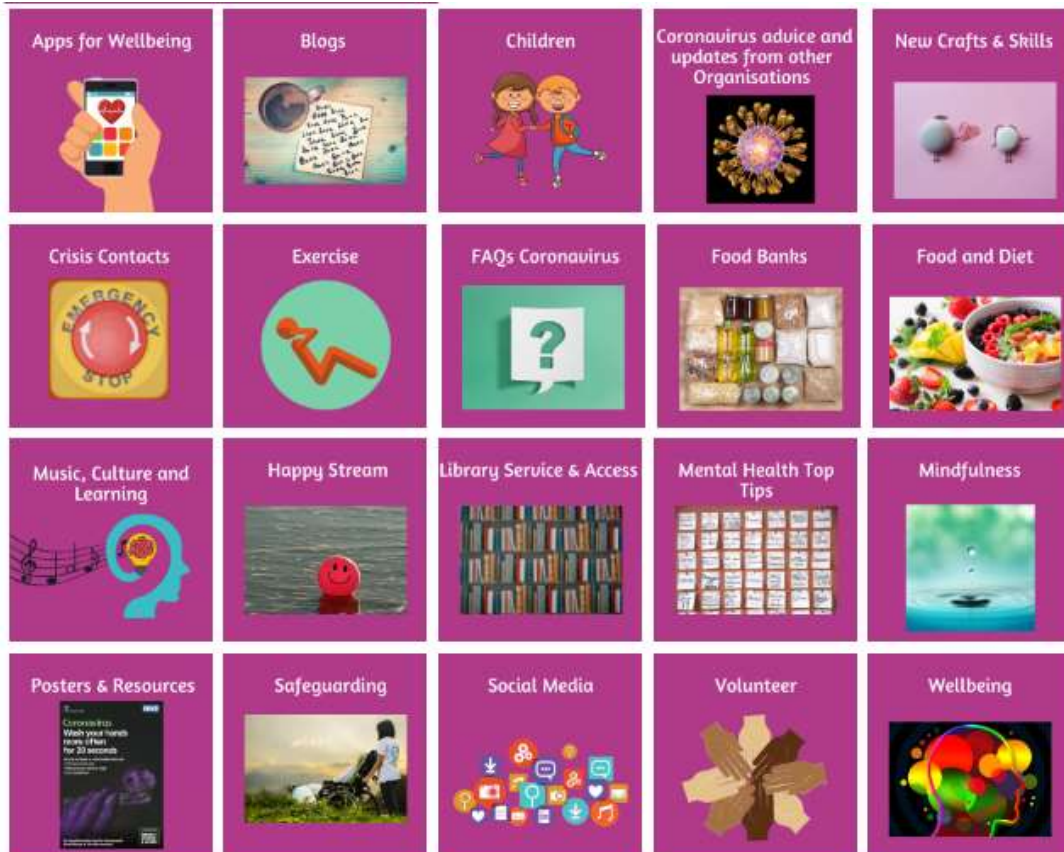 Apps for Wellbeing
Blogs
Children
Coronavirus advice and
updates from other
Organisations
New Crafts & Skills
Crisis Contacts
EMERGENCY
STOP
Exercise
FAQs Coronavirus
?
Food Banks
Food and Diet
Music, Culture and
Learning
Happy Stream
Library Service & Access
Mental Health Top
Tips
Mindfulness
Posters & Resources
Coronavirus
Wash your hands
more often
for 20 seconds
Safeguarding
Social Media
Volunteer
Wellbeing